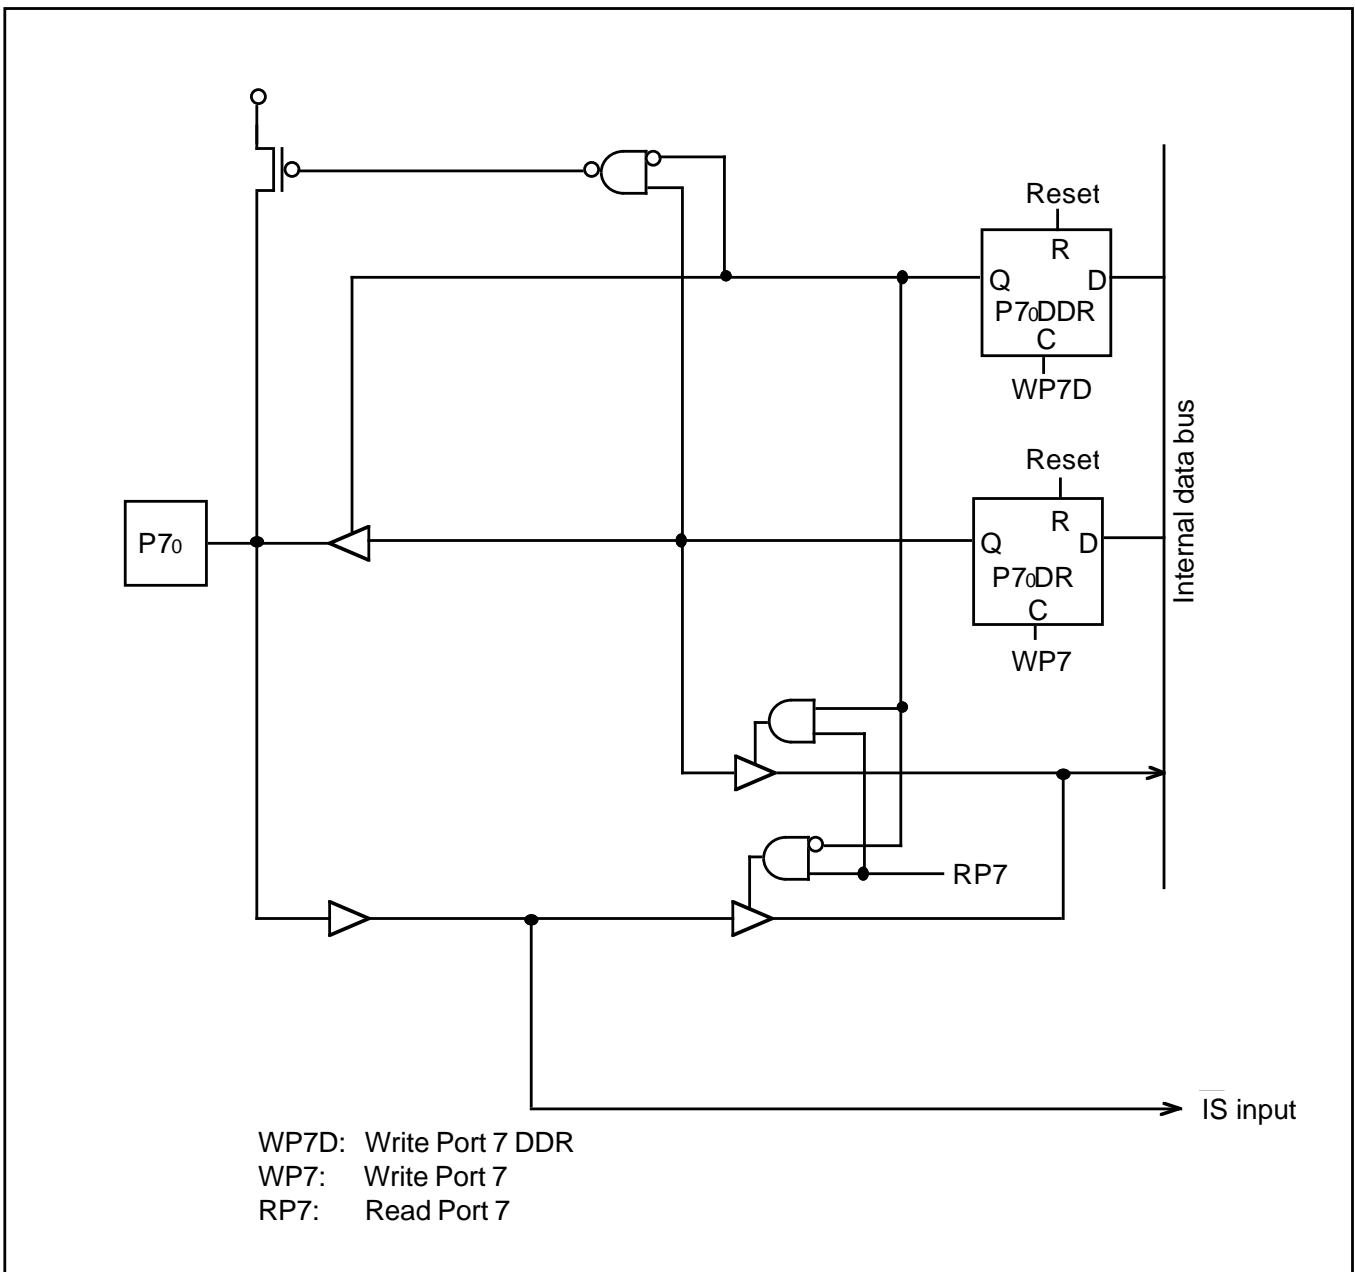 Reset
R
Q D
P7₀DDR
C
WP7D
Internal data bus
Reset
R
P7₀
Q D
P7₀DR
C
WP7
RP7
I̅S̅ input
WP7D: Write Port 7 DDR
WP7: Write Port 7
RP7: Read Port 7